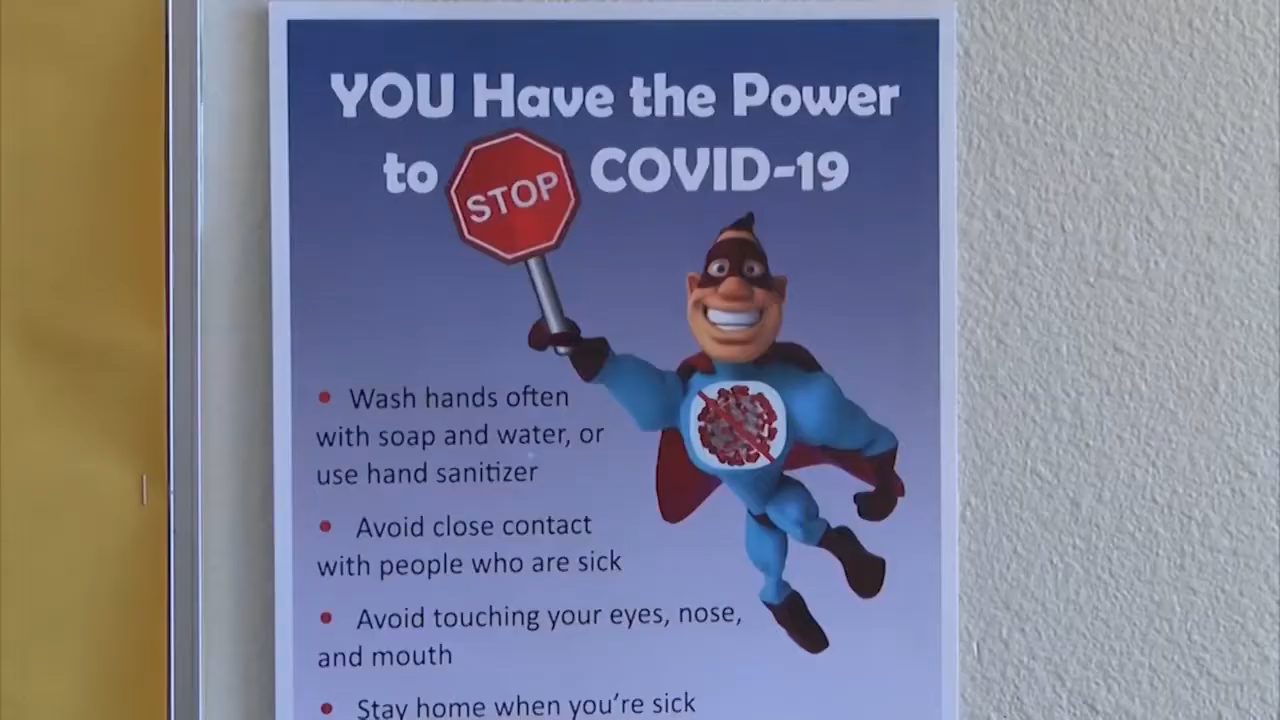 YOU Have the Power
to STOP COVID-19
• Wash hands often
with soap and water, or
use hand sanitizer
• Avoid close contact
with people who are sick
• Avoid touching your eyes, nose,
and mouth
• Stay home when you're sick